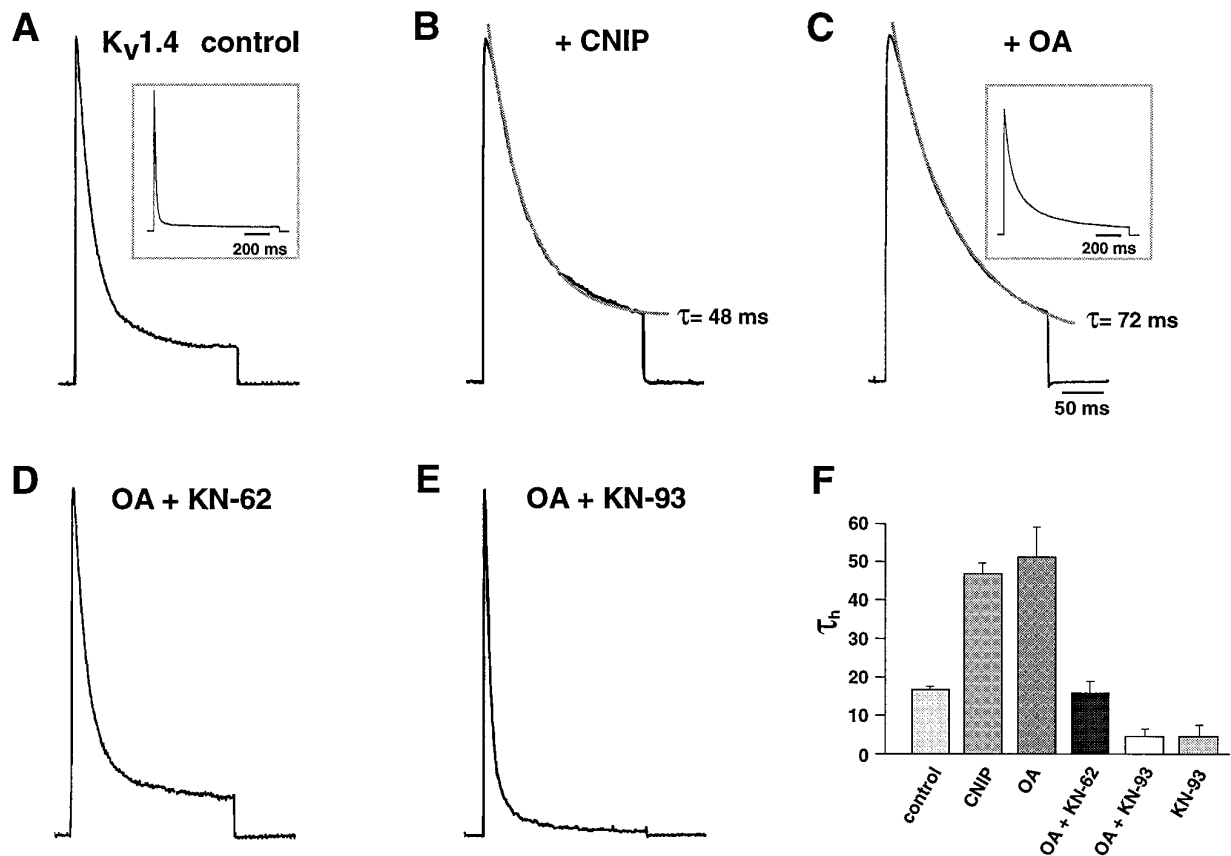 A
K_V1.4 control
200 ms
B
+ CNIP
τ= 48 ms
C
+ OA
200 ms
τ= 72 ms
50 ms
D
OA + KN-62
E
OA + KN-93
F
τ_h
60
50
40
30
20
10
0
control
CNIP
OA
OA + KN-62
OA + KN-93
KN-93